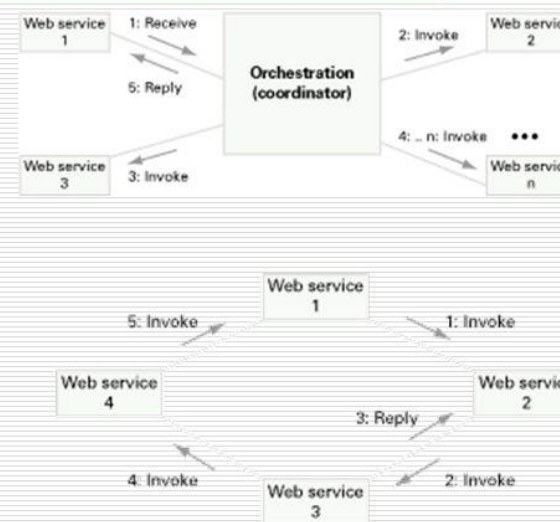 Web service
1
1: Receive
5: Reply
Orchestration
(coordinator)
2: Invoke
Web servic
2
Web service
3
3: Invoke
4: .. n: Invoke
•••
Web servic
n
Web service
1
5: Invoke
1: Invoke
Web service
4
Web servic
2
3: Reply
4: Invoke
2: Invoke
Web service
3